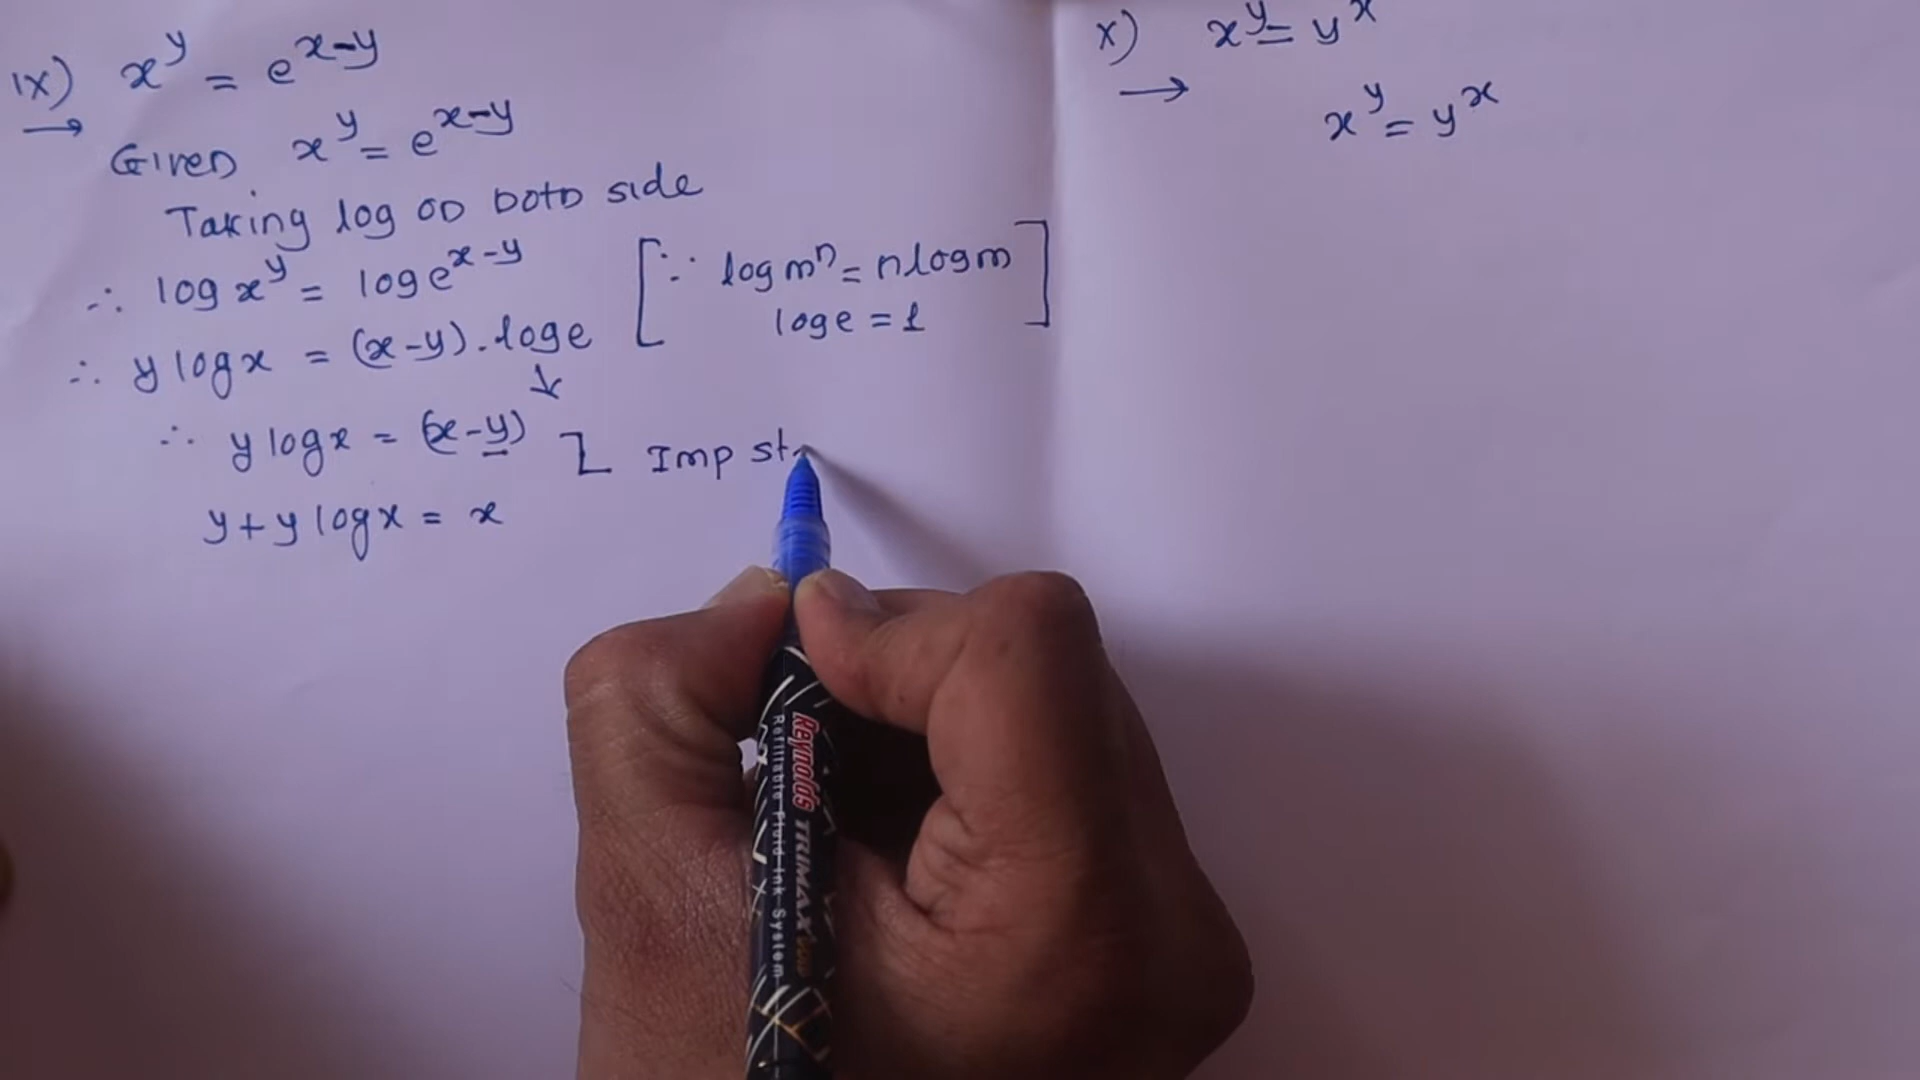 ix) x^y = e^x-y
→ Given x^y = e^x-y
Taking log on both side
∴ log x^y = log e^x-y [∵ log m^n = n log m
log e = 1]
∴ y log x = (x-y). log e
∴ y log x = (x-y) ] Imp st
y + y log x = x
x) x^y = y^x
→ x^y = y^x
Reynolds TRIMAX
Refillable Fluid Ink System